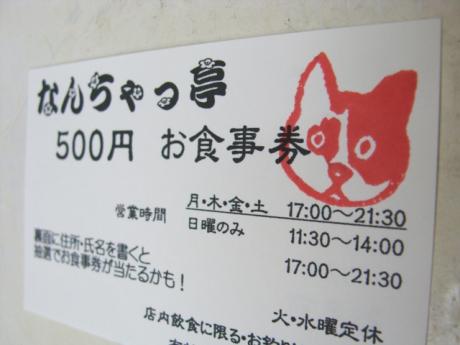 なんちゃっ亭
500円 お食事券
営業時間 月・木・金・土 17:00～21:30
日曜のみ 11:30～14:00
17:00～21:30
裏面に住所・氏名を書くと
抽選でお食事券が当たるかも！
火・水曜定休
店内飲食に限る・お釣り